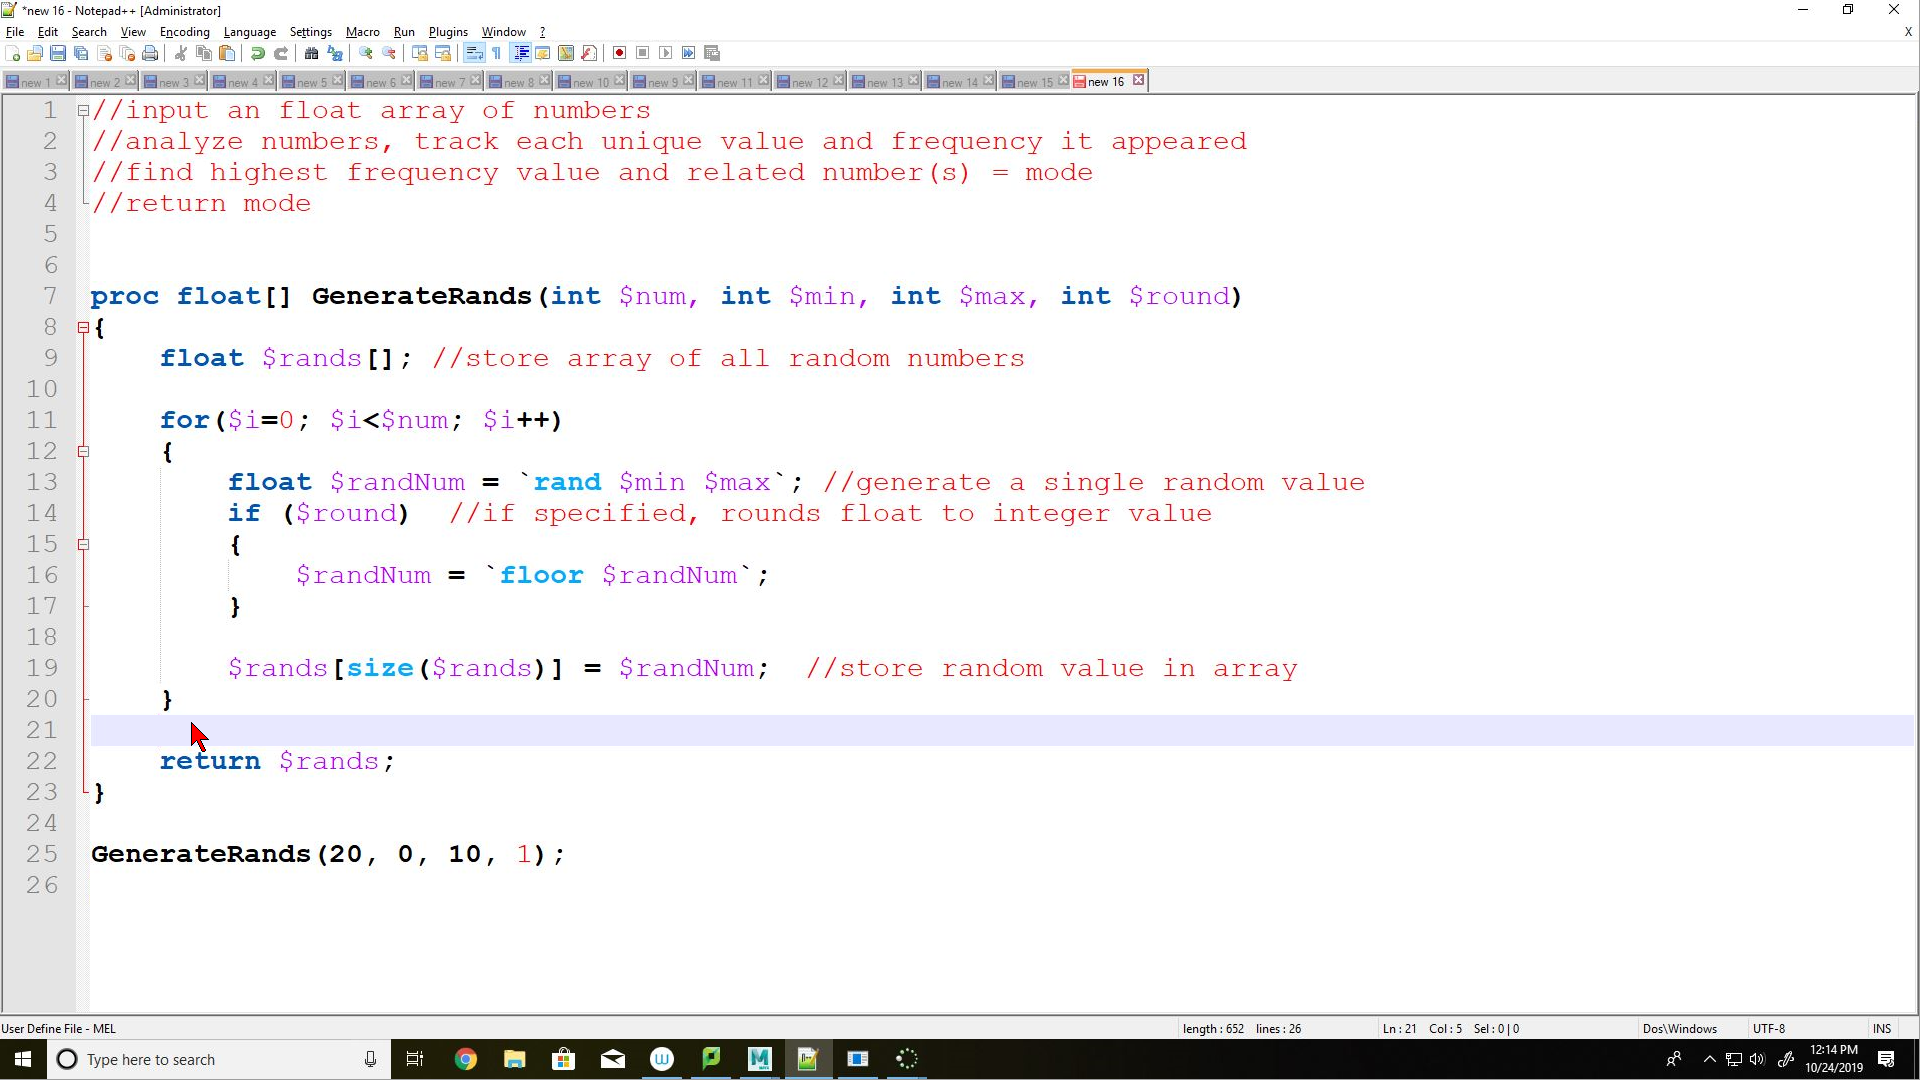 *new 16 - Notepad++ [Administrator]
File Edit Search View Encoding Language Settings Macro Run Plugins Window ? X
new 1 new 2 new 3 new 4 new 5 new 6 new 7 new 8 new 10 new 9 new 11 new 12 new 13 new 14 new 15 new 16
1 //input an float array of numbers
2 //analyze numbers, track each unique value and frequency it appeared
3 //find highest frequency value and related number(s) = mode
4 //return mode
5
6
7 proc float[] GenerateRands(int $num, int $min, int $max, int $round)
8 {
9 float $rands[]; //store array of all random numbers
10
11 for($i=0; $i<$num; $i++)
12 {
13 float $randNum = `rand $min $max`; //generate a single random value
14 if ($round) //if specified, rounds float to integer value
15 {
16 $randNum = `floor $randNum`;
17 }
18
19 $rands[size($rands)] = $randNum; //store random value in array
20 }
21
22 return $rands;
23 }
24
25 GenerateRands(20, 0, 10, 1);
26
User Define File - MEL length : 652 lines : 26 Ln : 21 Col : 5 Sel : 0 | 0 Dos\Windows UTF-8 INS
Type here to search
12:14 PM
10/24/2019